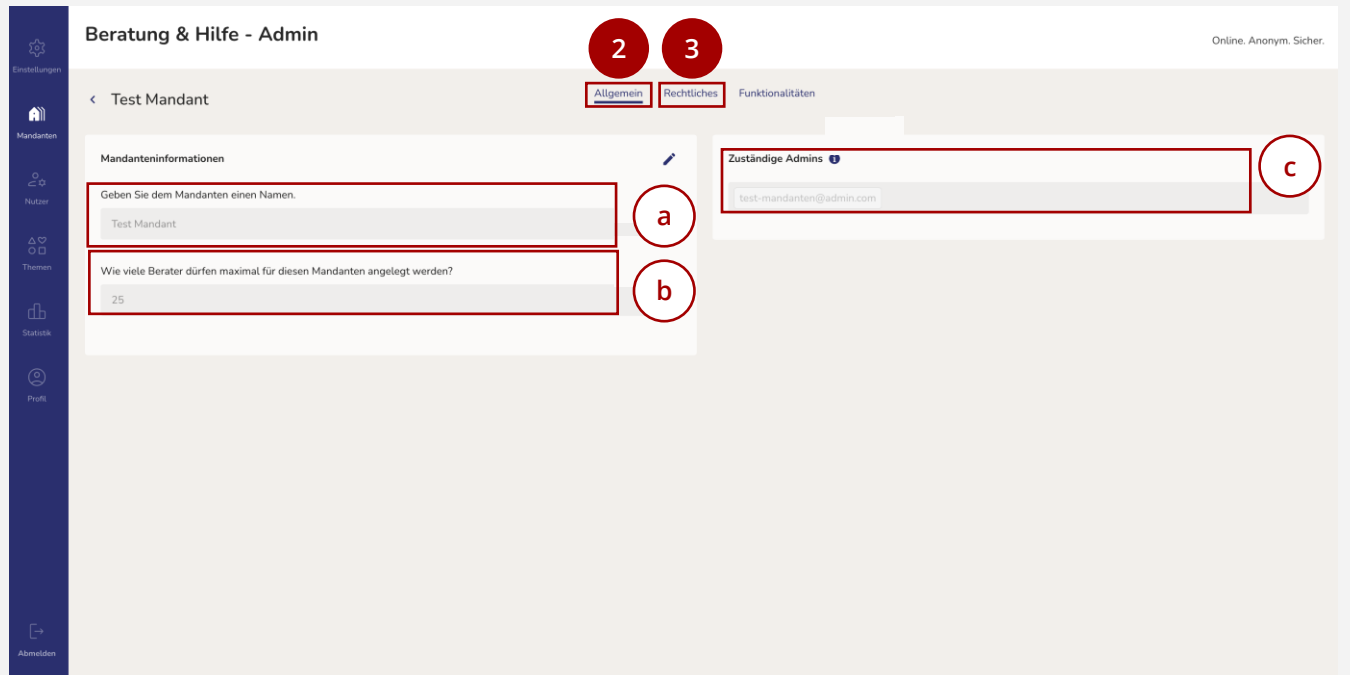 Beratung & Hilfe - Admin
Online. Anonym. Sicher.
2
3
Einstellungen
Mandanten
Nutzer
Themen
Statistik
Profil
Abmelden
Test Mandant
Allgemein
Rechtliches
Funktionalitäten
Mandanteninformationen
Geben Sie dem Mandanten einen Namen.
Test Mandant
a
Wie viele Berater dürfen maximal für diesen Mandanten angelegt werden?
25
b
Zuständige Admins
test-mandanten@admin.com
c